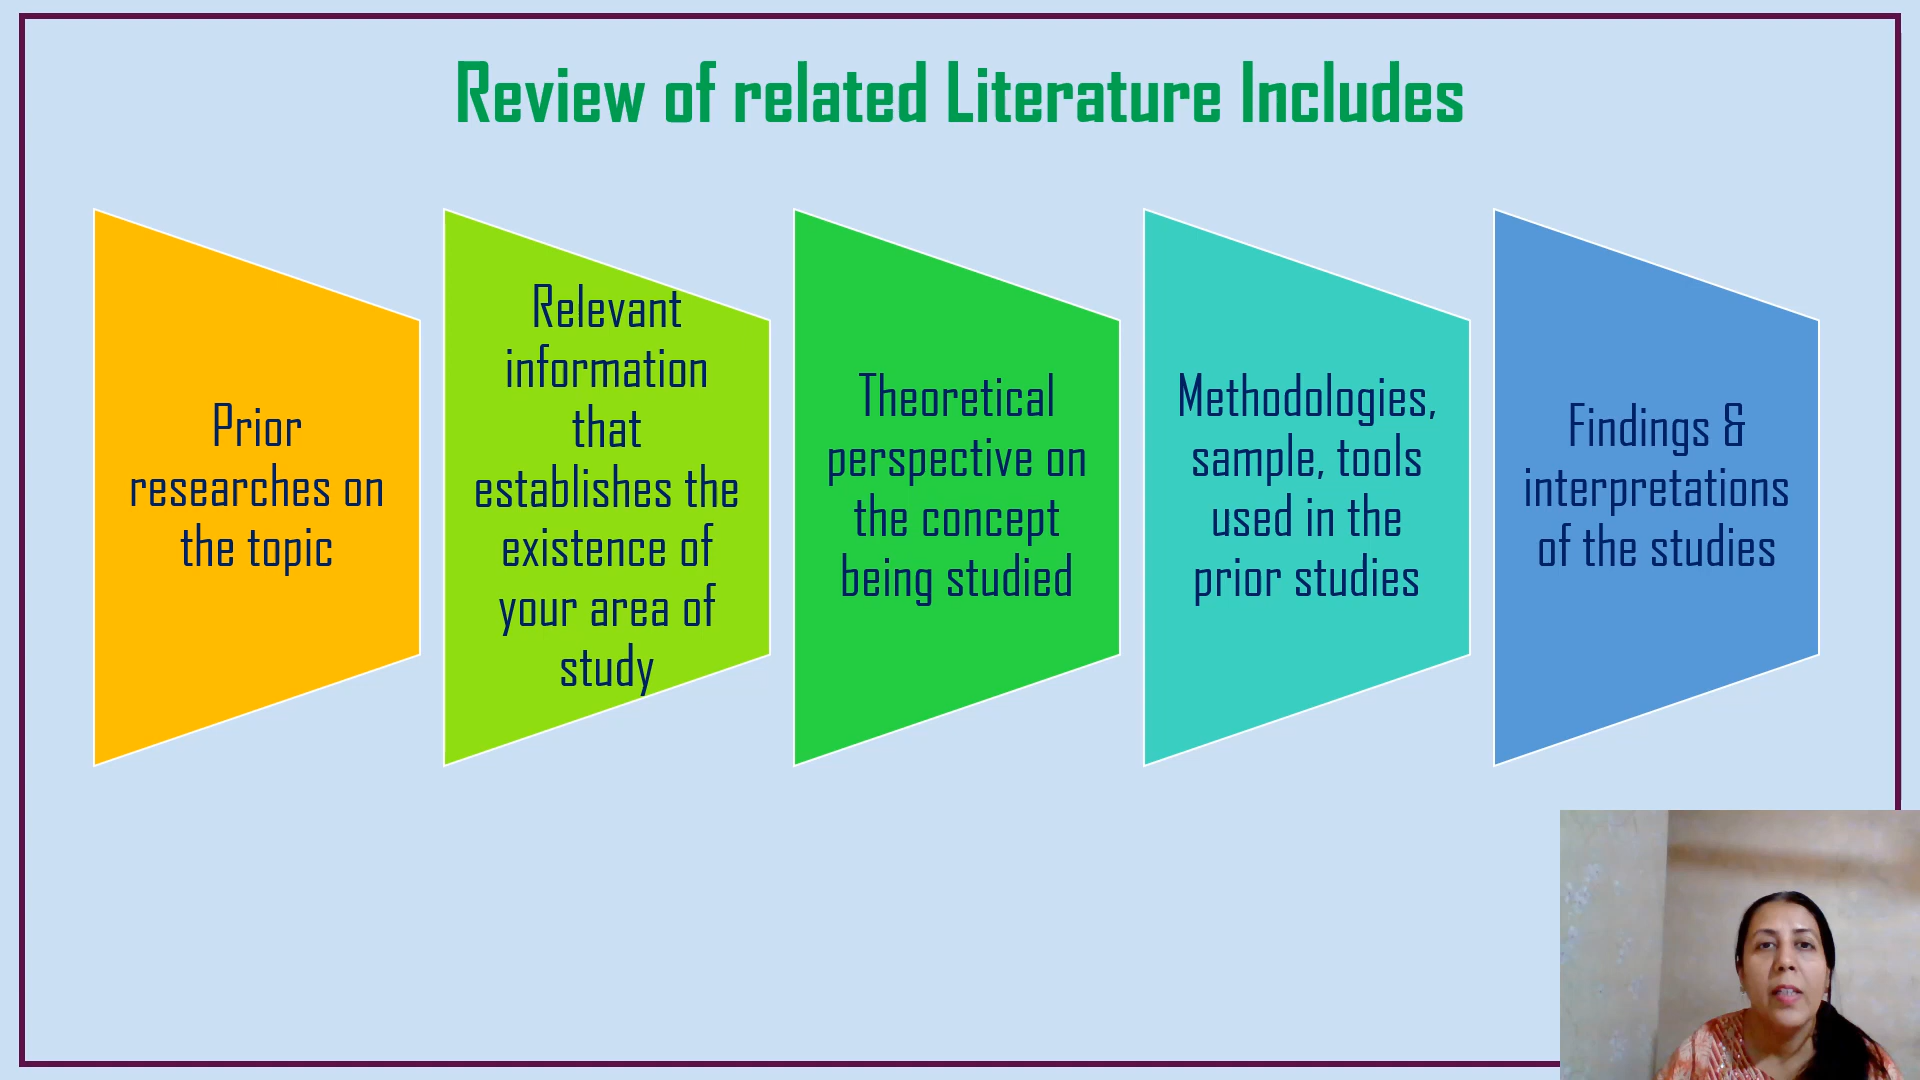 Review of related Literature Includes
Prior
researches on
the topic
Relevant
information
that
establishes the
existence of
your area of
study
Theoretical
perspective on
the concept
being studied
Methodologies,
sample, tools
used in the
prior studies
Findings &
interpretations
of the studies